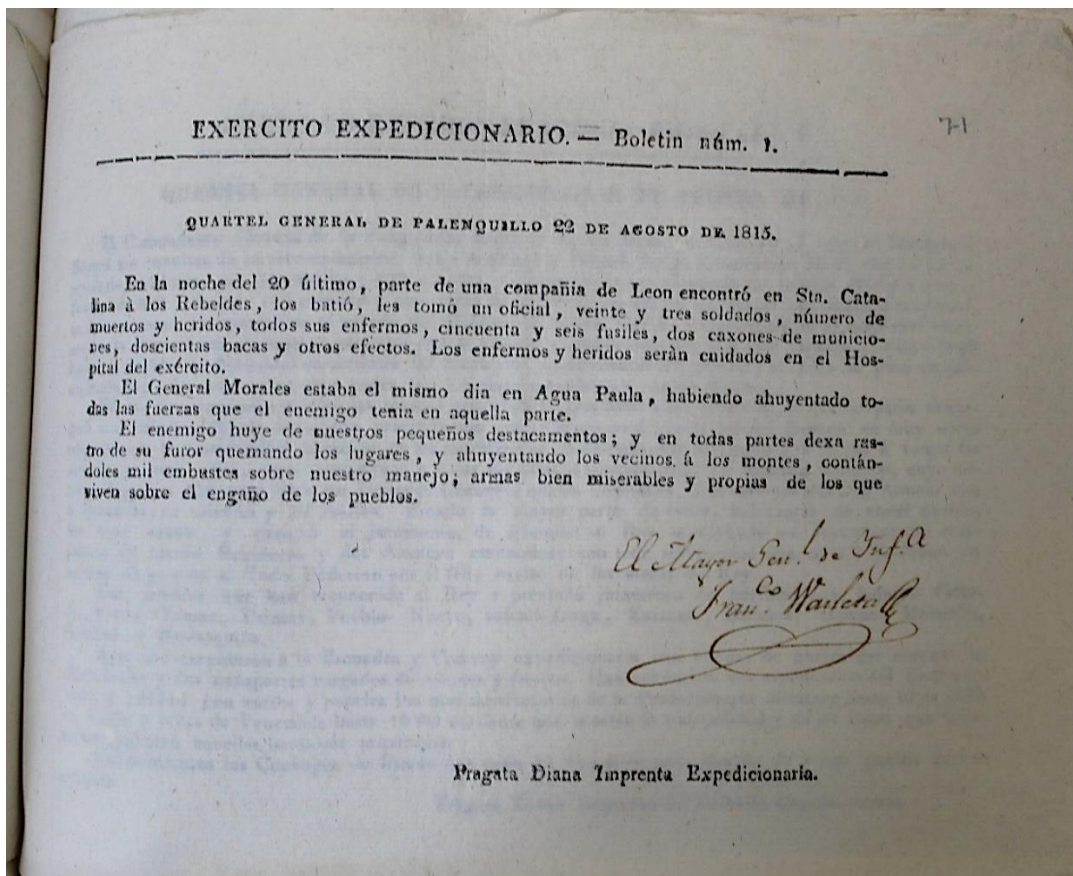 71
EXERCITO EXPEDICIONARIO. — Boletin núm. 1.
QUARTEL GENERAL DE PALENQUILLO 22 DE AGOSTO DE 1815.
En la noche del 20 último, parte de una compañia de Leon encontró en Sta. Cata-
lina à los Rebeldes, los batió, les tomó un oficial, veinte y tres soldados, número de
muertos y heridos, todos sus enfermos, cincuenta y seis fusiles, dos caxones de municio-
nes, doscientas bacas y otros efectos. Los enfermos y heridos seràn cuidados en el Hos-
pital del exército.
El General Morales estaba el mismo dia en Agua Paula, habiendo ahuyentado to-
das las fuerzas que el enemigo tenia en aquella parte.
El enemigo huye de nuestros pequeños destacamentos; y en todas partes dexa ras-
tro de su furor quemando los lugares, y ahuyentando los vecinos á los montes, contán-
doles mil embustes sobre nuestro manejo; armas bien miserables y propias de los que
viven sobre el engaño de los pueblos.
El Mayor Gen.l de Inf.a
Fran.co Warleta
Fragata Diana Imprenta Expedicionaria.